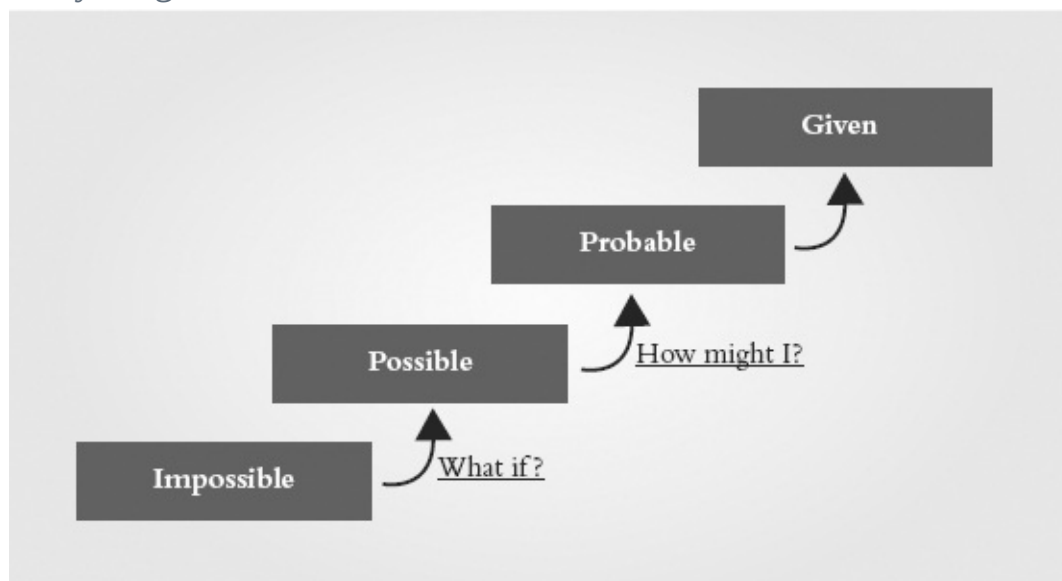 Given
Probable
How might I?
Possible
What if?
Impossible